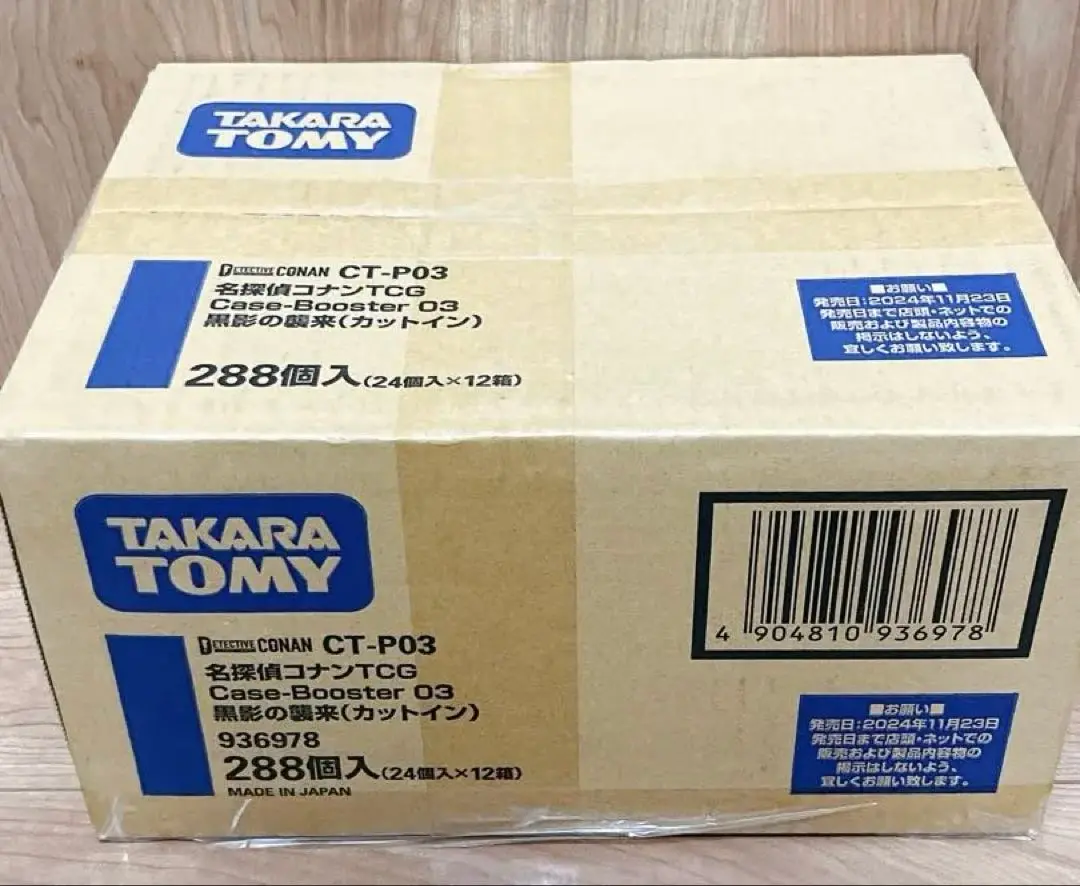 TAKARA
TOMY
DETECTIVE CONAN CT-P03
名探偵コナンTCG
Case-Booster 03
黒影の襲来(カットイン)
288個入(24個入×12箱)
■お願い■
発売日:2024年11月23日
発売日まで店頭・ネットでの
販売および製品内容物の
掲示はしないよう、
宜しくお願い致します。
TAKARA
TOMY
DETECTIVE CONAN CT-P03
名探偵コナンTCG
Case-Booster 03
黒影の襲来(カットイン)
936978
288個入(24個入×12箱)
MADE IN JAPAN
4 904810 936978
■お願い■
発売日:2024年11月23日
発売日まで店頭・ネットでの
販売および製品内容物の
掲示はしないよう、
宜しくお願い致します。